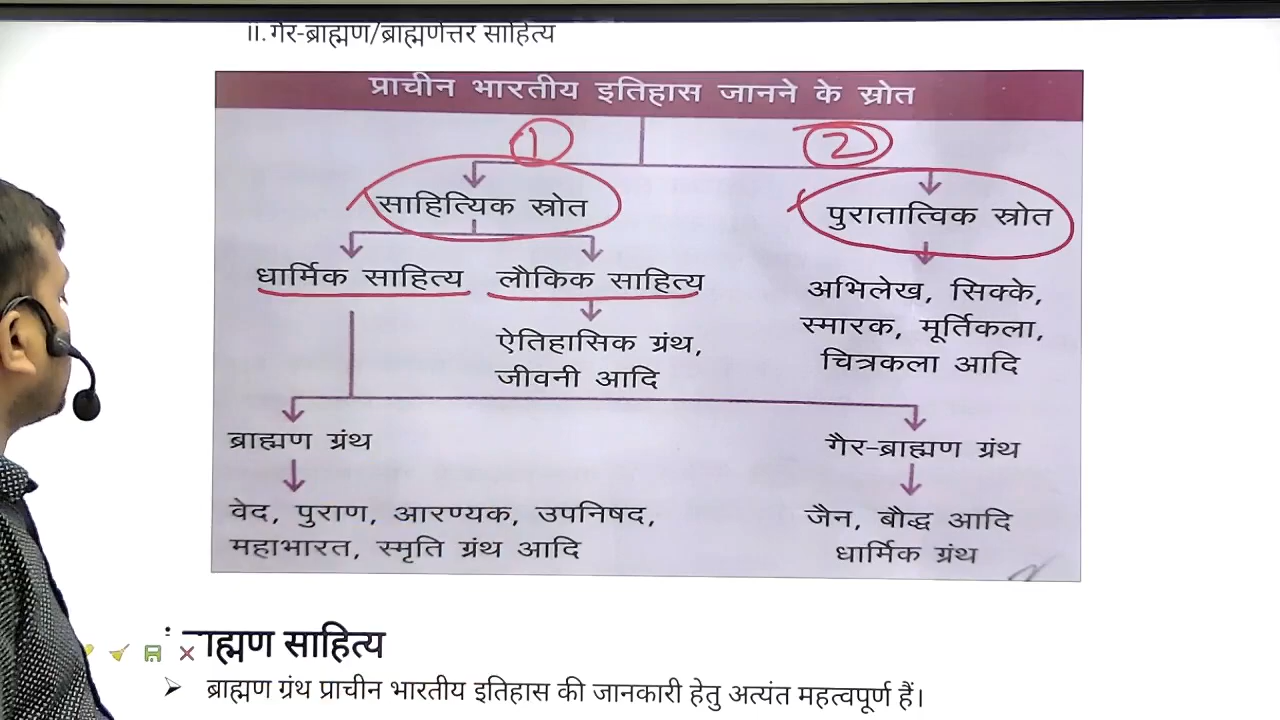 II. गैर-ब्राह्मण/ब्राह्मणेत्तर साहित्य
प्राचीन भारतीय इतिहास जानने के स्रोत
① ②
साहित्यिक स्रोत
पुरातात्विक स्रोत
धार्मिक साहित्य
लौकिक साहित्य
ऐतिहासिक ग्रंथ,
जीवनी आदि
अभिलेख, सिक्के,
स्मारक, मूर्तिकला,
चित्रकला आदि
ब्राह्मण ग्रंथ
वेद, पुराण, आरण्यक, उपनिषद,
महाभारत, स्मृति ग्रंथ आदि
गैर-ब्राह्मण ग्रंथ
जैन, बौद्ध आदि
धार्मिक ग्रंथ
साहित्य
ब्राह्मण ग्रंथ प्राचीन भारतीय इतिहास की जानकारी हेतु अत्यंत महत्वपूर्ण हैं।